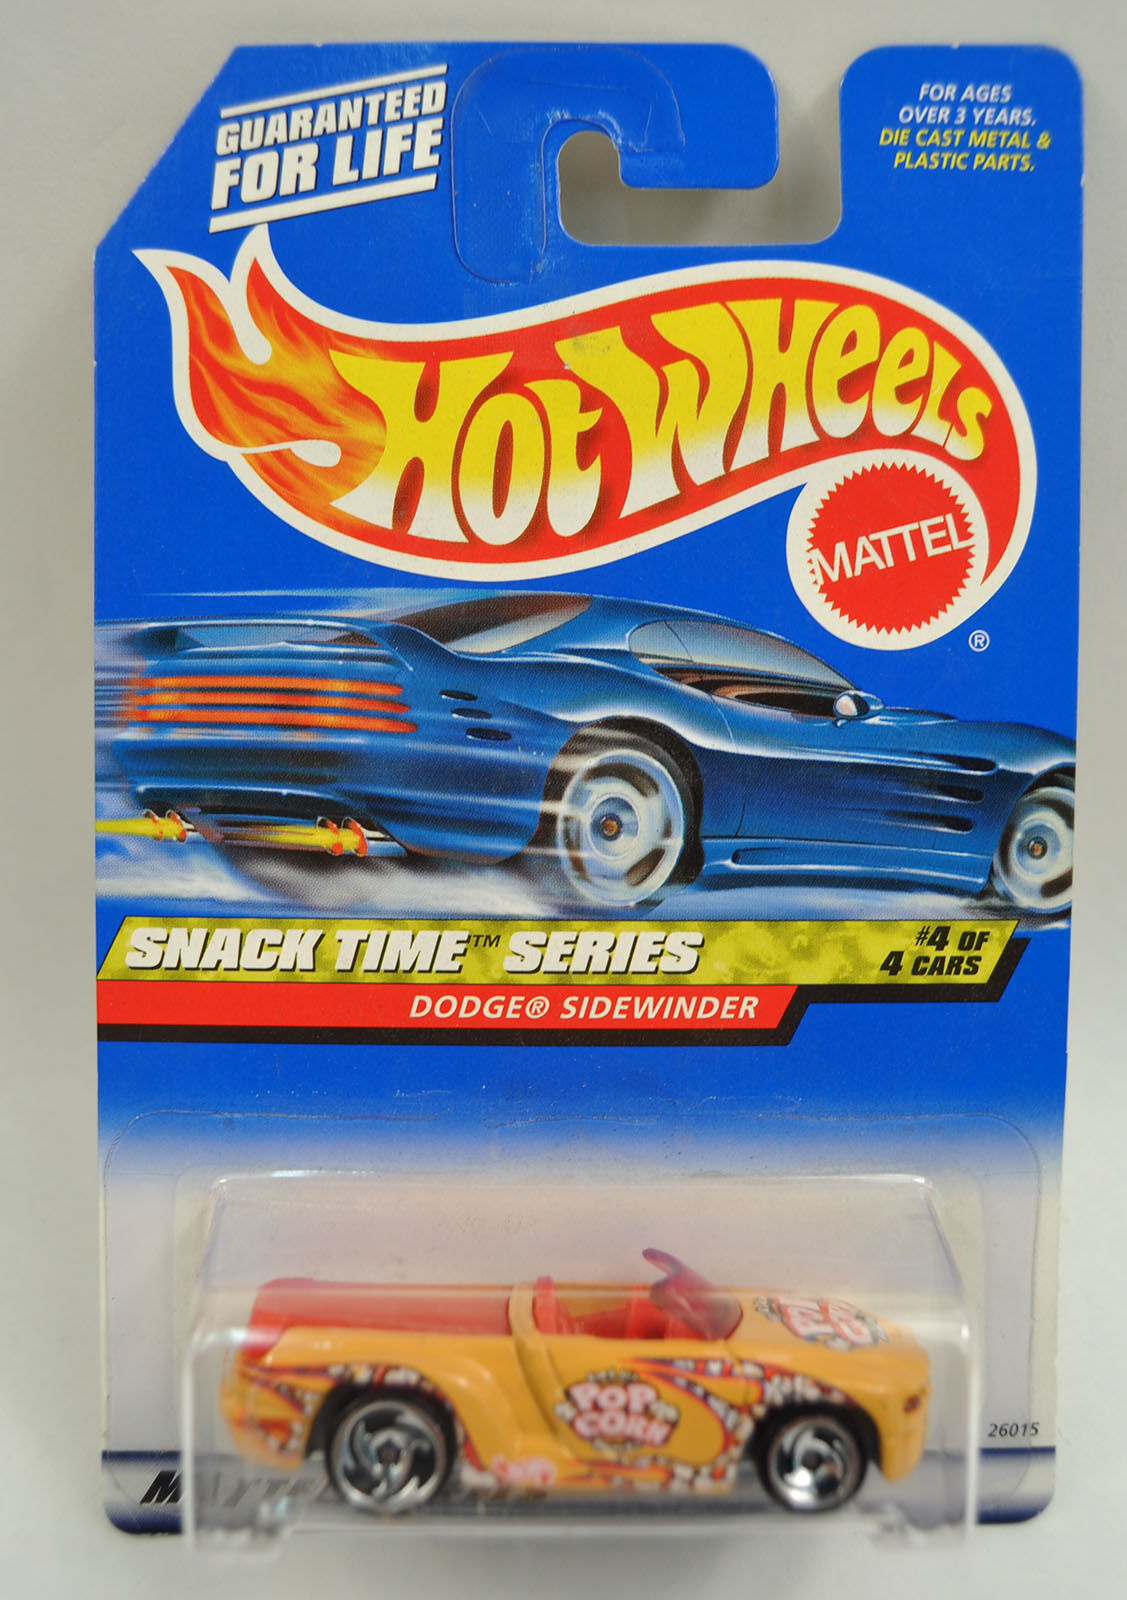 GUARANTEED
FOR LIFE
FOR AGES
OVER 3 YEARS.
DIE CAST METAL &
PLASTIC PARTS.
HOT WHEELS
MATTEL
®
SNACK TIME™ SERIES
#4 OF
4 CARS
DODGE® SIDEWINDER
POP
CORN
26015